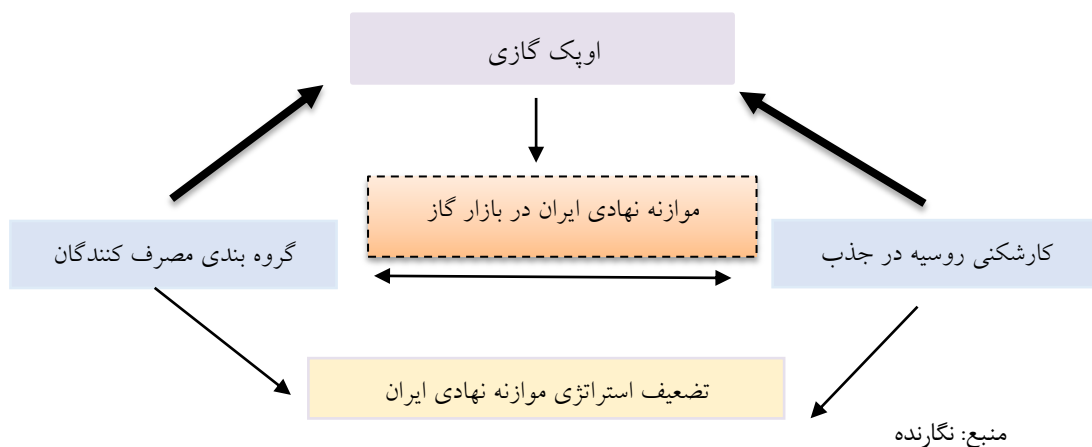 اوپک گازی
موازنه نهادی ایران در بازار گاز
کارشکنی روسیه در جذب
گروه بندی مصرف کنندگان
تضعیف استراتژی موازنه نهادی ایران
منبع: نگارنده